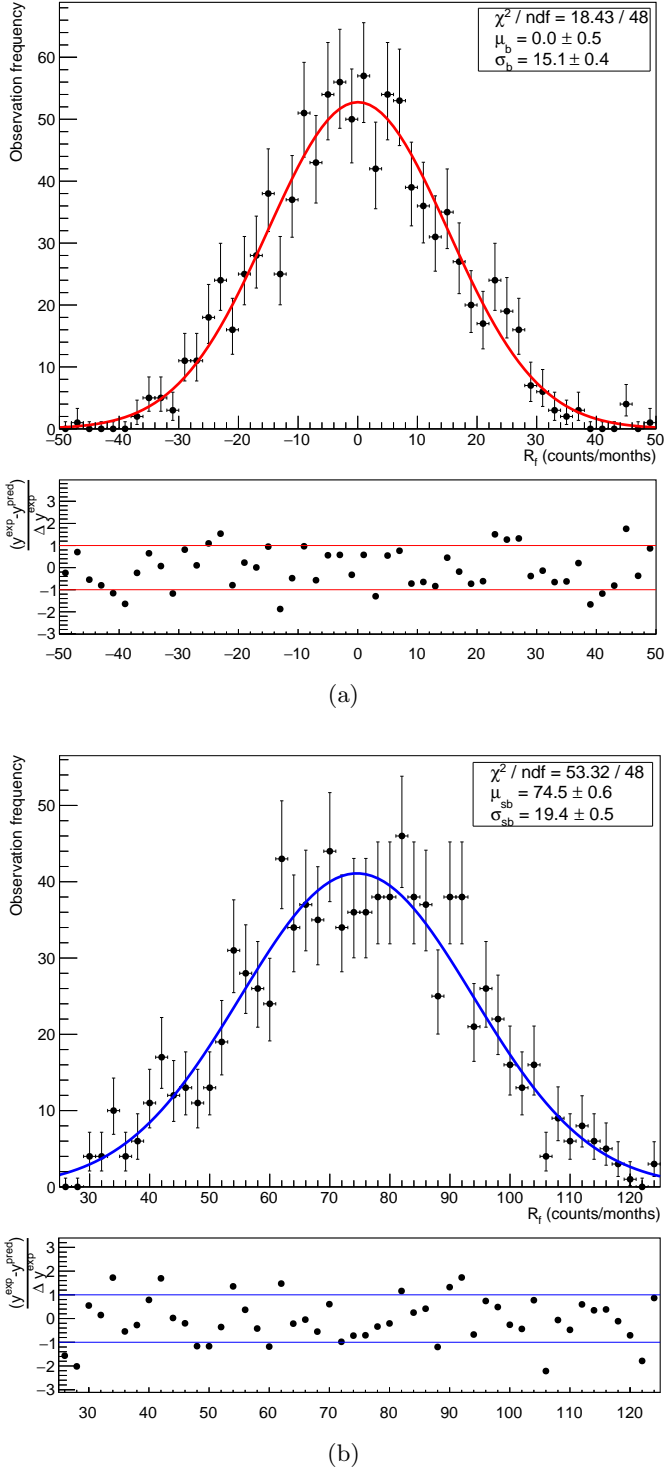 χ² / ndf = 18.43 / 48
μ_b = 0.0 ± 0.5
σ_b = 15.1 ± 0.4
Observation frequency
60
50
40
30
20
10
0
−50 −40 −30 −20 −10 0 10 20 30 40 50
R_f (counts/months)
(y^exp-y^pred)
Δ y_exp
3
2
1
0
−1
−2
−3
−50 −40 −30 −20 −10 0 10 20 30 40 50
(a)
χ² / ndf = 53.32 / 48
μ_sb = 74.5 ± 0.6
σ_sb = 19.4 ± 0.5
Observation frequency
50
40
30
20
10
0
30 40 50 60 70 80 90 100 110 120
R_f (counts/months)
(y^exp-y^pred)
Δ y_exp
3
2
1
0
−1
−2
−3
30 40 50 60 70 80 90 100 110 120
(b)